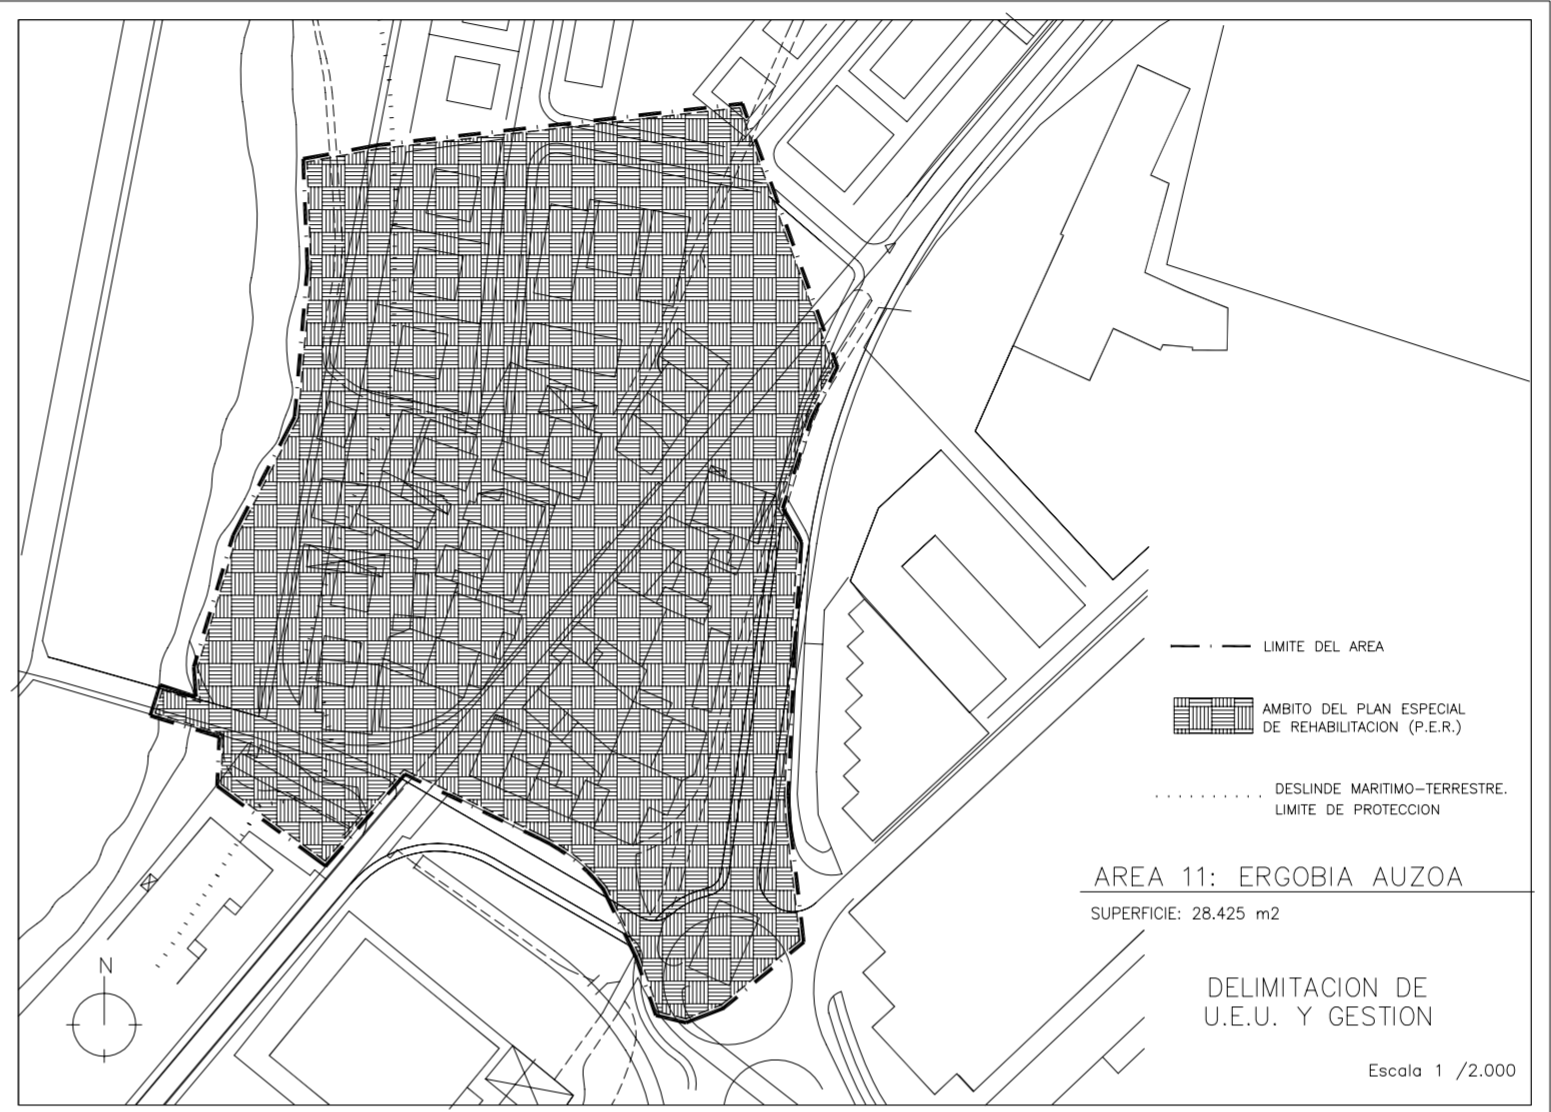 LIMITE DEL AREA
AMBITO DEL PLAN ESPECIAL
DE REHABILITACION (P.E.R.)
DESLINDE MARITIMO-TERRESTRE.
LIMITE DE PROTECCION
AREA 11: ERGOBIA AUZOA
SUPERFICIE: 28.425 m2
N
DELIMITACION DE
U.E.U. Y GESTION
Escala 1 /2.000